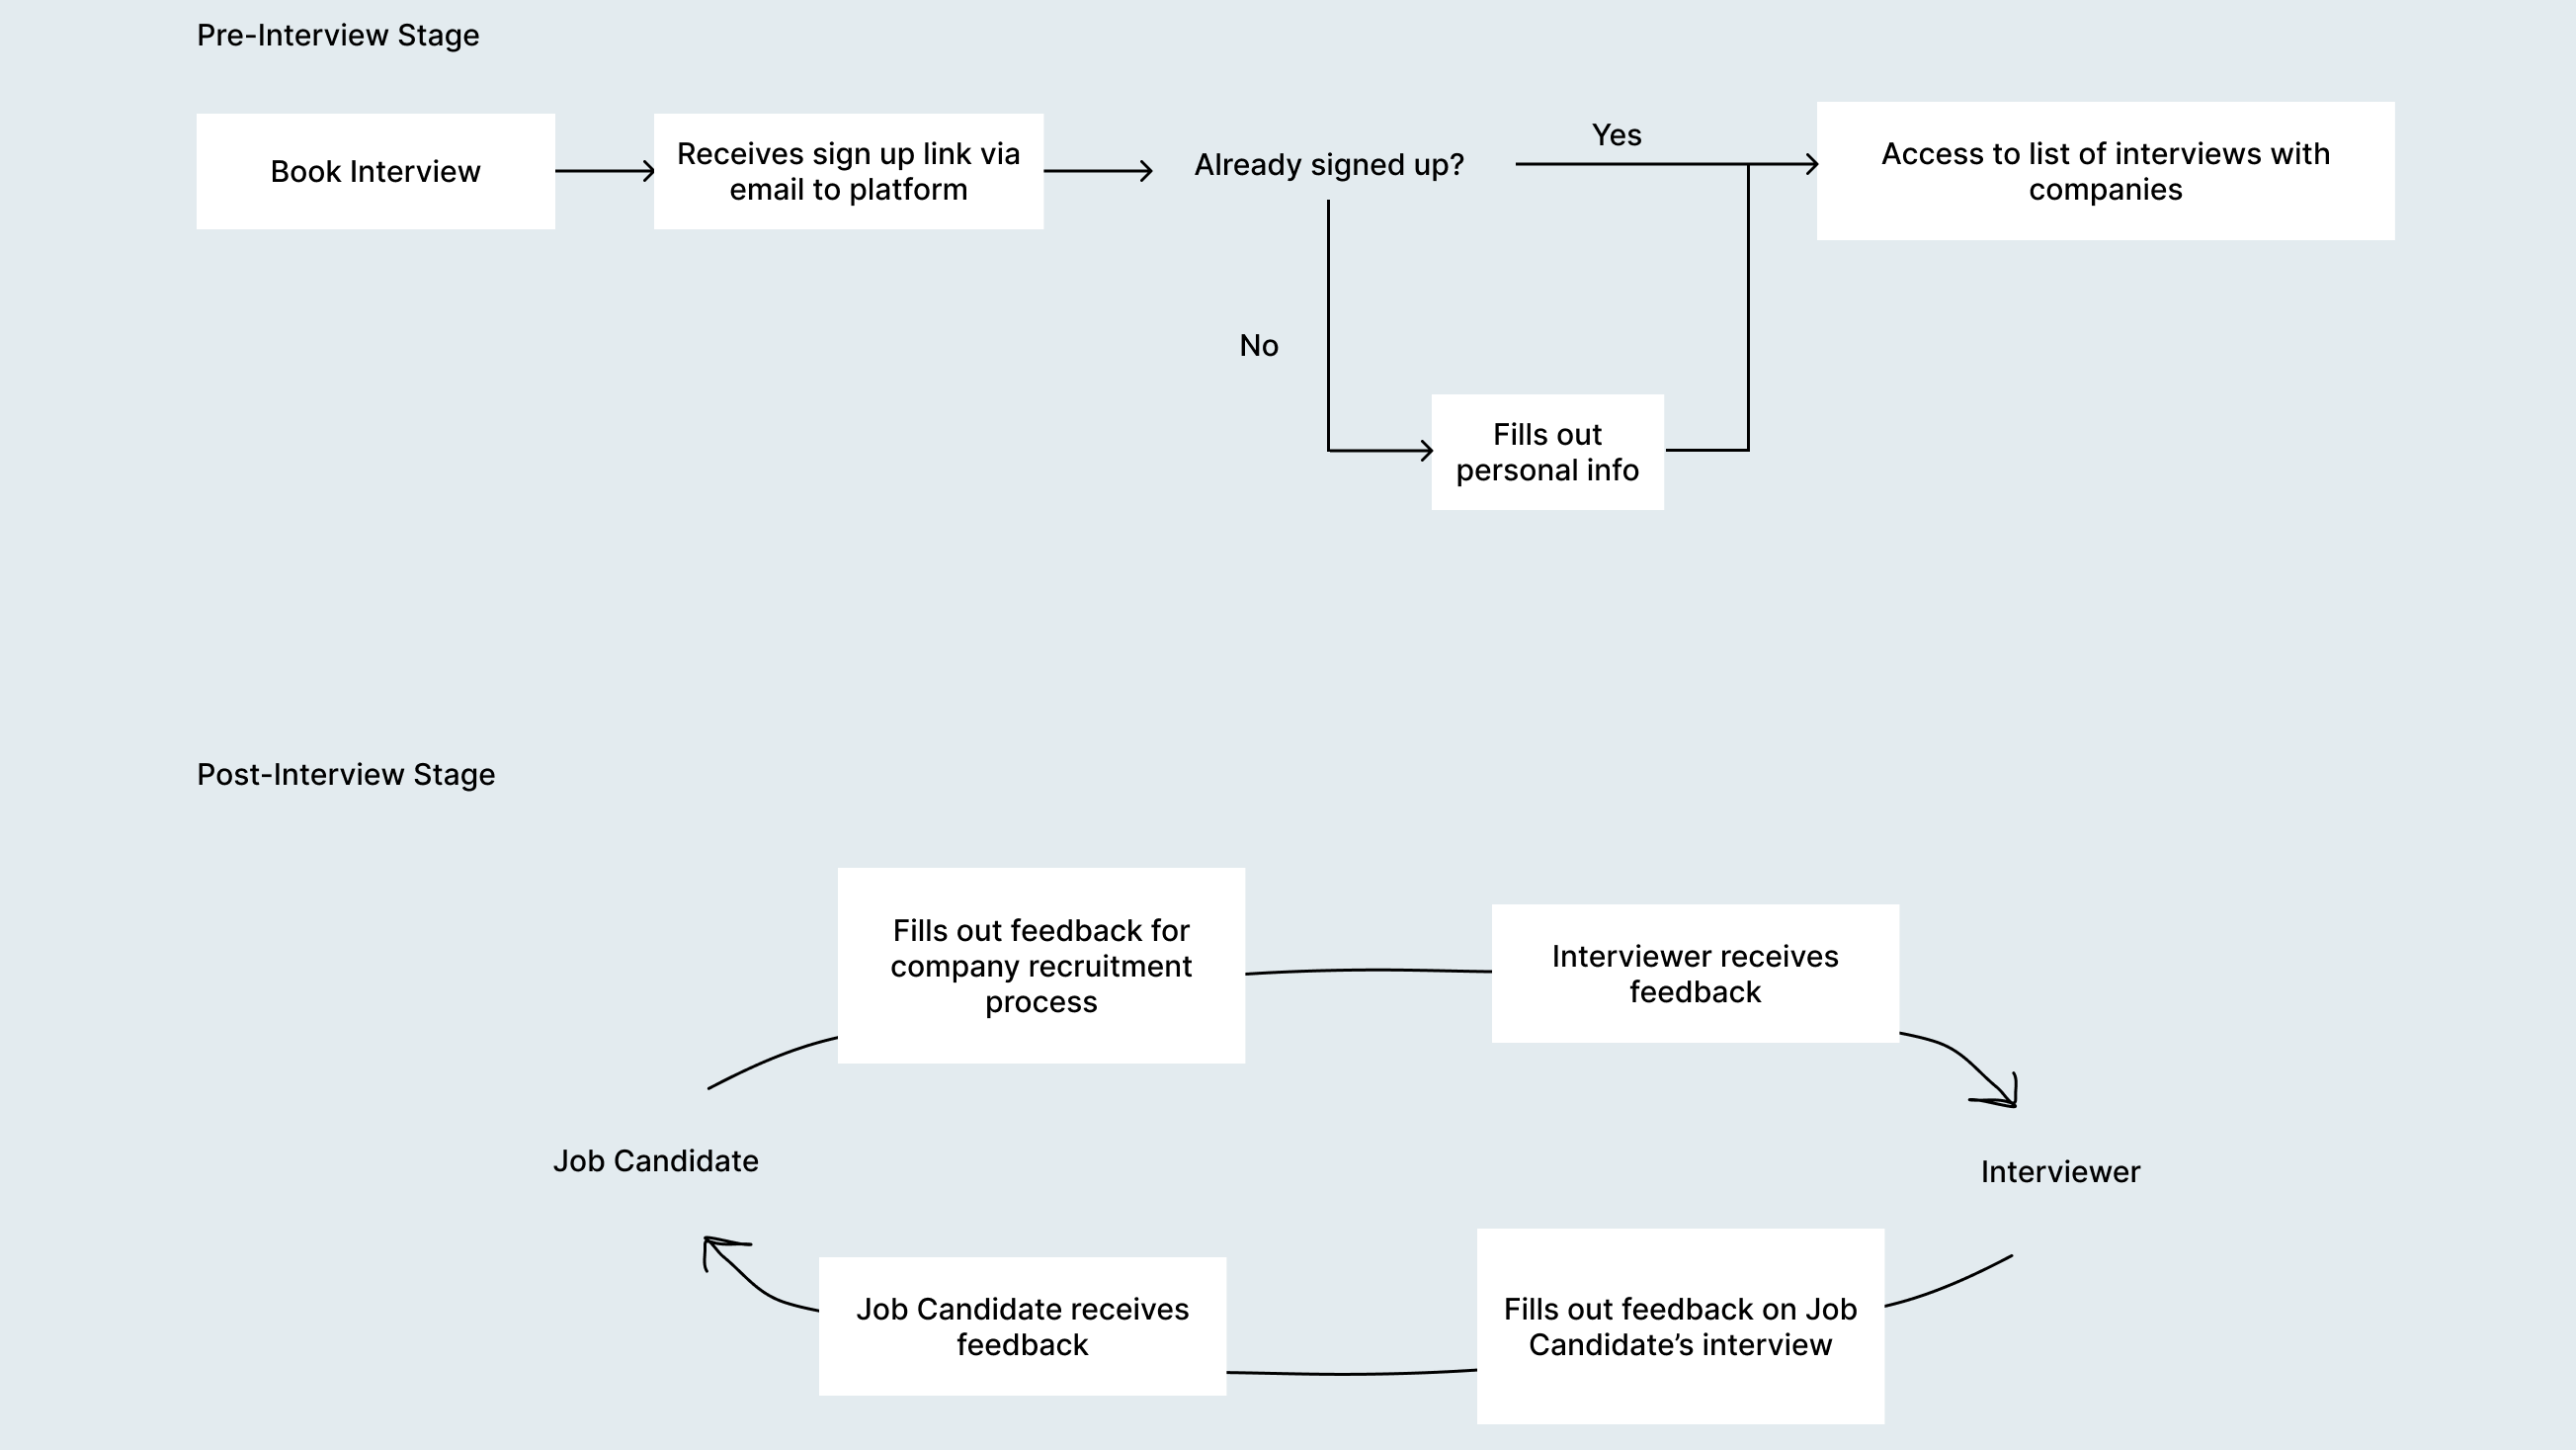 Pre-Interview Stage
Book Interview
Receives sign up link via
email to platform
Already signed up?
Yes
Access to list of interviews with
companies
No
Fills out
personal info
Post-Interview Stage
Fills out feedback for
company recruitment
process
Interviewer receives
feedback
Job Candidate
Interviewer
Job Candidate receives
feedback
Fills out feedback on Job
Candidate’s interview